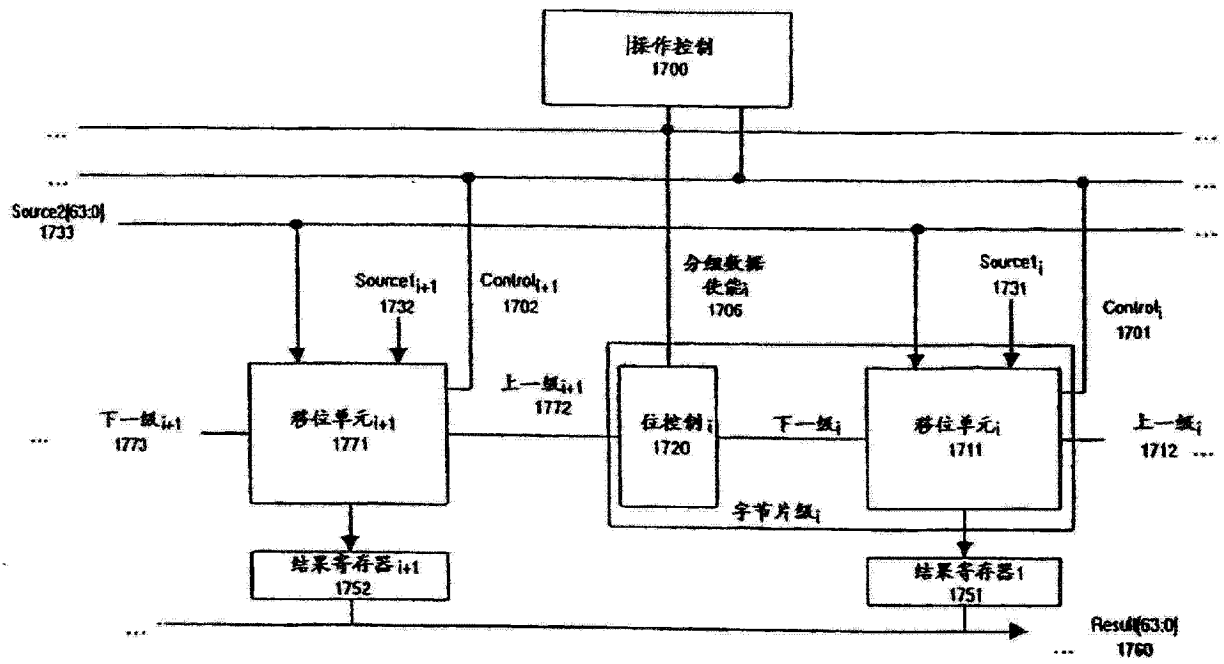 操作控制
1700
...
...
...
...
Source2[63:0]
1733
...
Source1i+1
1732
Controli+1
1702
分组数据
使能i
1706
Source1i
1731
Controli
1701
下一级i+1
1773
...
移位单元i+1
1771
上一级i+1
1772
位控制i
1720
下一级i
移位单元i
1711
上一级i
1712
...
字节片级i
结果寄存器i+1
1752
结果寄存器1
1751
...
...
Result[63:0]
1760